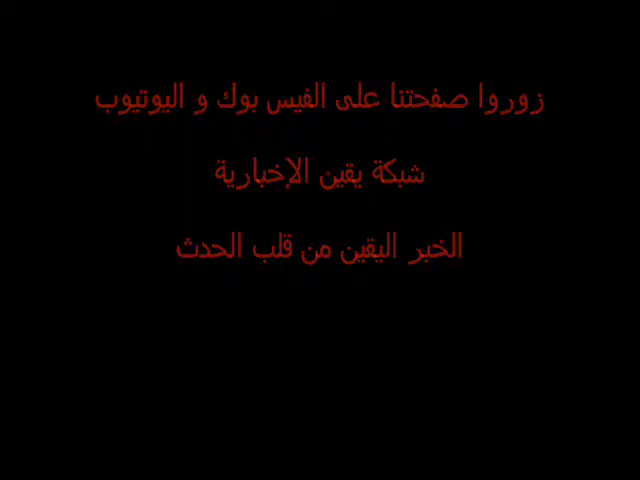 زوروا صفحتنا على الفيس بوك و اليوتيوب
شبكة يقين الإخبارية
الخبر اليقين من قلب الحدث